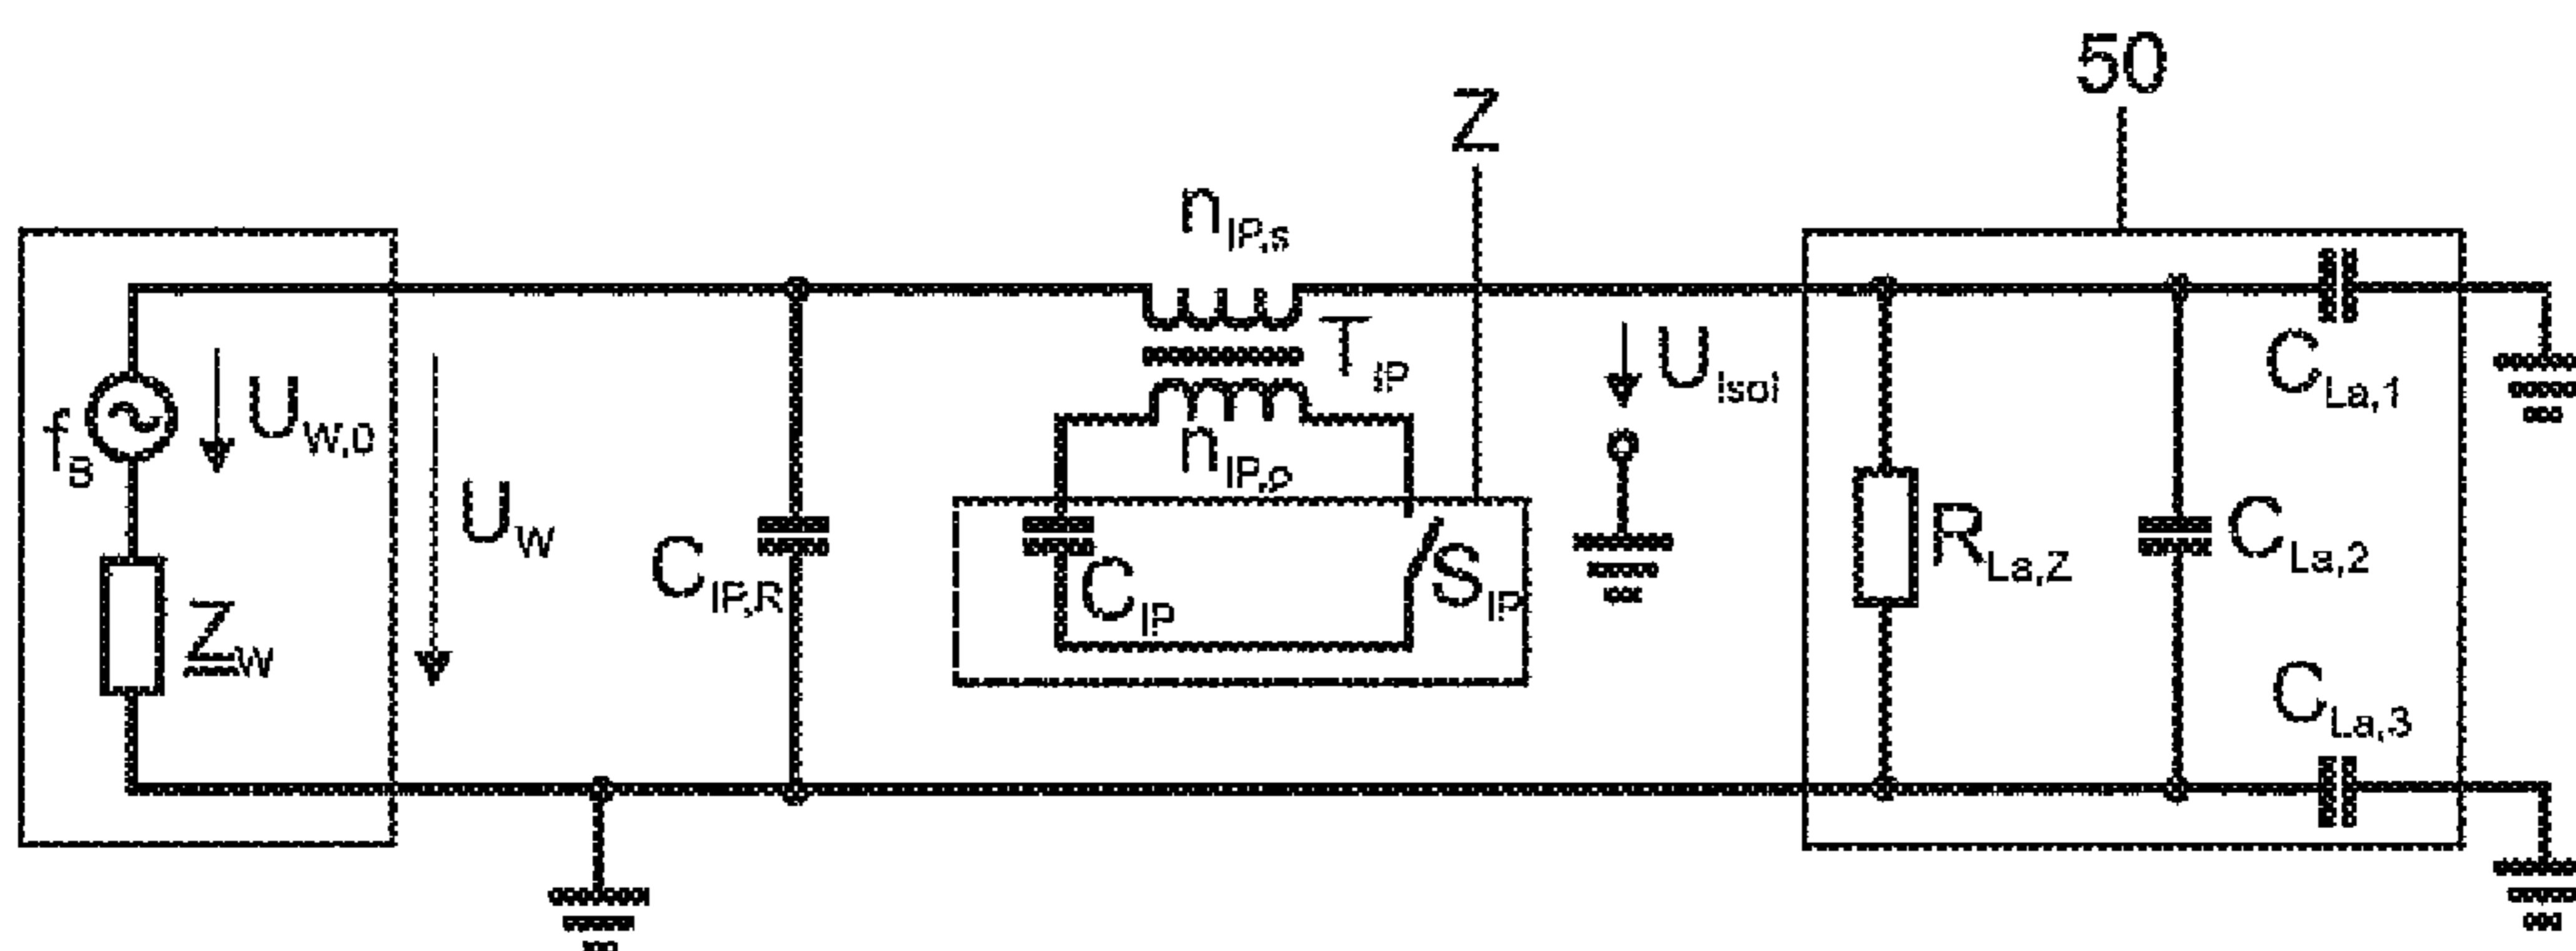 50
Z
n_IP,s
T_IP
U_isol
C_La,1
f_B
U_W,0
n_IP,p
U_W
C_IP,R
C_IP
S_IP
R_La,Z
C_La,2
Z_W
C_La,3